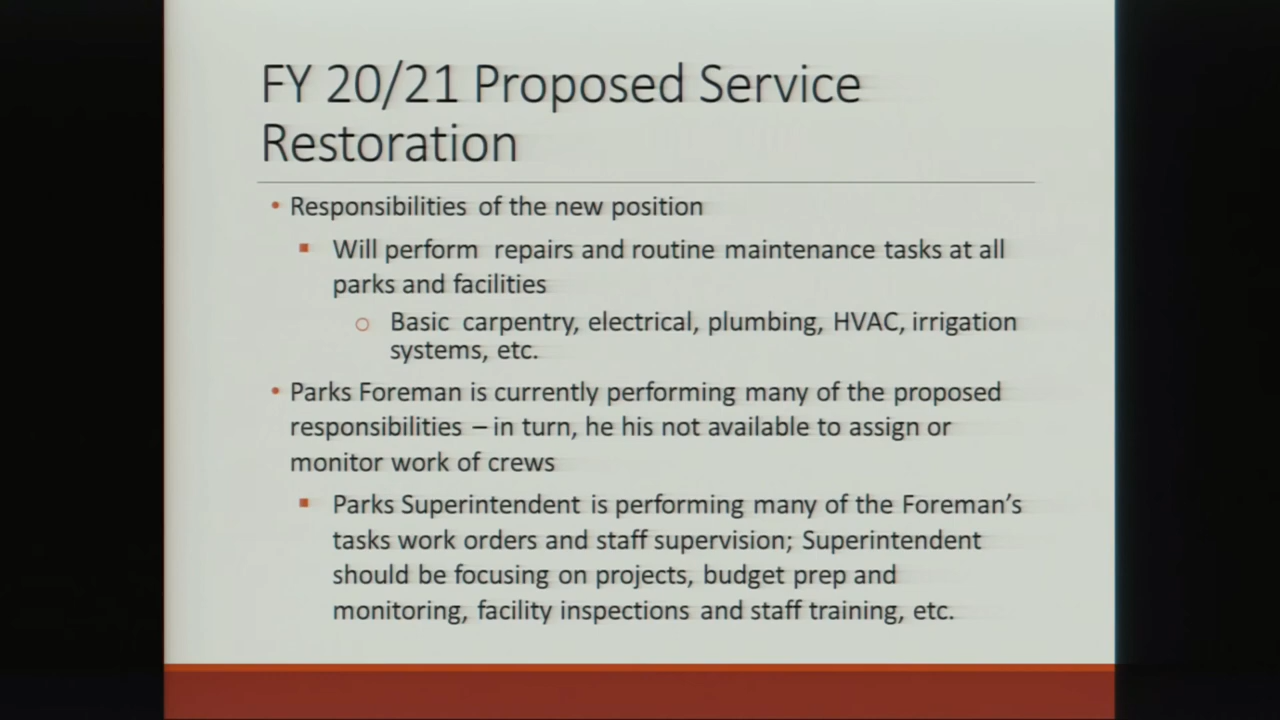 FY 20/21 Proposed Service
Restoration
• Responsibilities of the new position
▪ Will perform repairs and routine maintenance tasks at all
parks and facilities
○ Basic carpentry, electrical, plumbing, HVAC, irrigation
systems, etc.
• Parks Foreman is currently performing many of the proposed
responsibilities – in turn, he his not available to assign or
monitor work of crews
▪ Parks Superintendent is performing many of the Foreman’s
tasks work orders and staff supervision; Superintendent
should be focusing on projects, budget prep and
monitoring, facility inspections and staff training, etc.